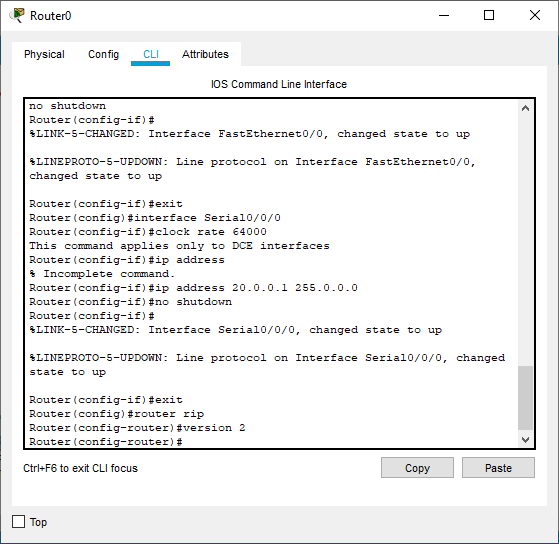 Router0
Physical Config CLI Attributes
IOS Command Line Interface
no shutdown
Router(config-if)#
%LINK-5-CHANGED: Interface FastEthernet0/0, changed state to up
%LINEPROTO-5-UPDOWN: Line protocol on Interface FastEthernet0/0,
changed state to up
Router(config-if)#exit
Router(config)#interface Serial0/0/0
Router(config-if)#clock rate 64000
This command applies only to DCE interfaces
Router(config-if)#ip address
% Incomplete command.
Router(config-if)#ip address 20.0.0.1 255.0.0.0
Router(config-if)#no shutdown
Router(config-if)#
%LINK-5-CHANGED: Interface Serial0/0/0, changed state to up
%LINEPROTO-5-UPDOWN: Line protocol on Interface Serial0/0/0, changed
state to up
Router(config-if)#exit
Router(config)#router rip
Router(config-router)#version 2
Router(config-router)#
Ctrl+F6 to exit CLI focus
Copy Paste
Top